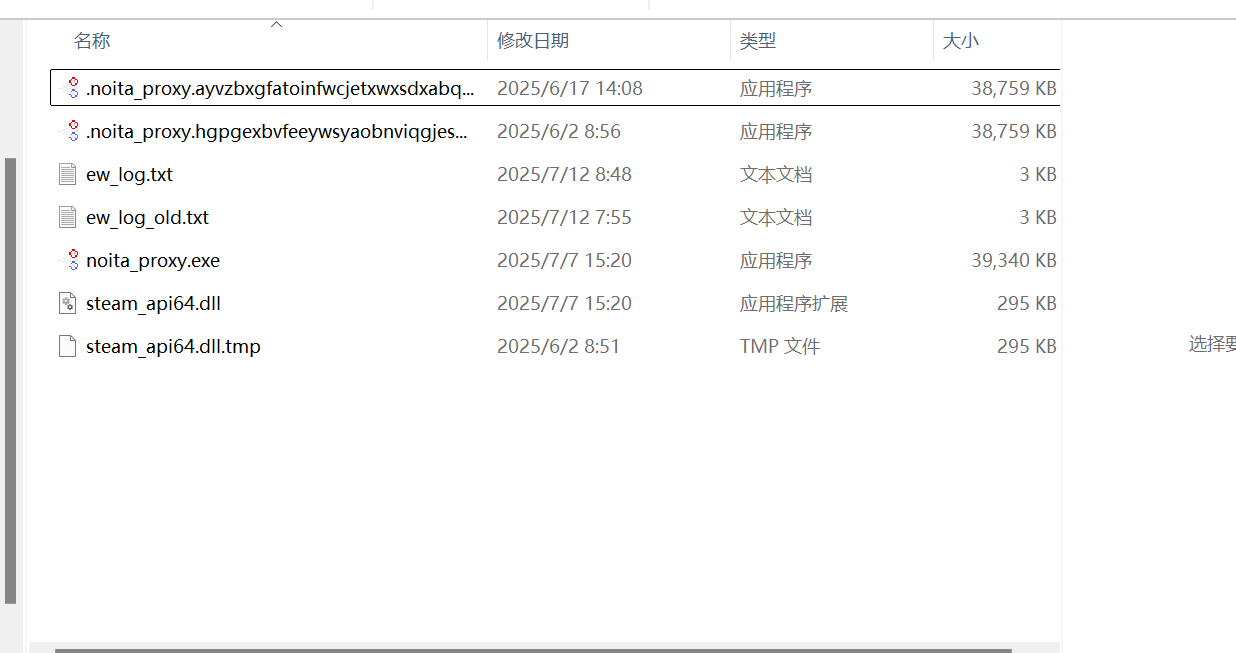 名称 修改日期 类型 大小
.noita_proxy.ayvzbxgfatoinfwcjetxwxsdxabq... 2025/6/17 14:08 应用程序 38,759 KB
.noita_proxy.hgpgexbvfeeywsyaobnviqgjes... 2025/6/2 8:56 应用程序 38,759 KB
ew_log.txt 2025/7/12 8:48 文本文档 3 KB
ew_log_old.txt 2025/7/12 7:55 文本文档 3 KB
noita_proxy.exe 2025/7/7 15:20 应用程序 39,340 KB
steam_api64.dll 2025/7/7 15:20 应用程序扩展 295 KB
steam_api64.dll.tmp 2025/6/2 8:51 TMP 文件 295 KB
选择要